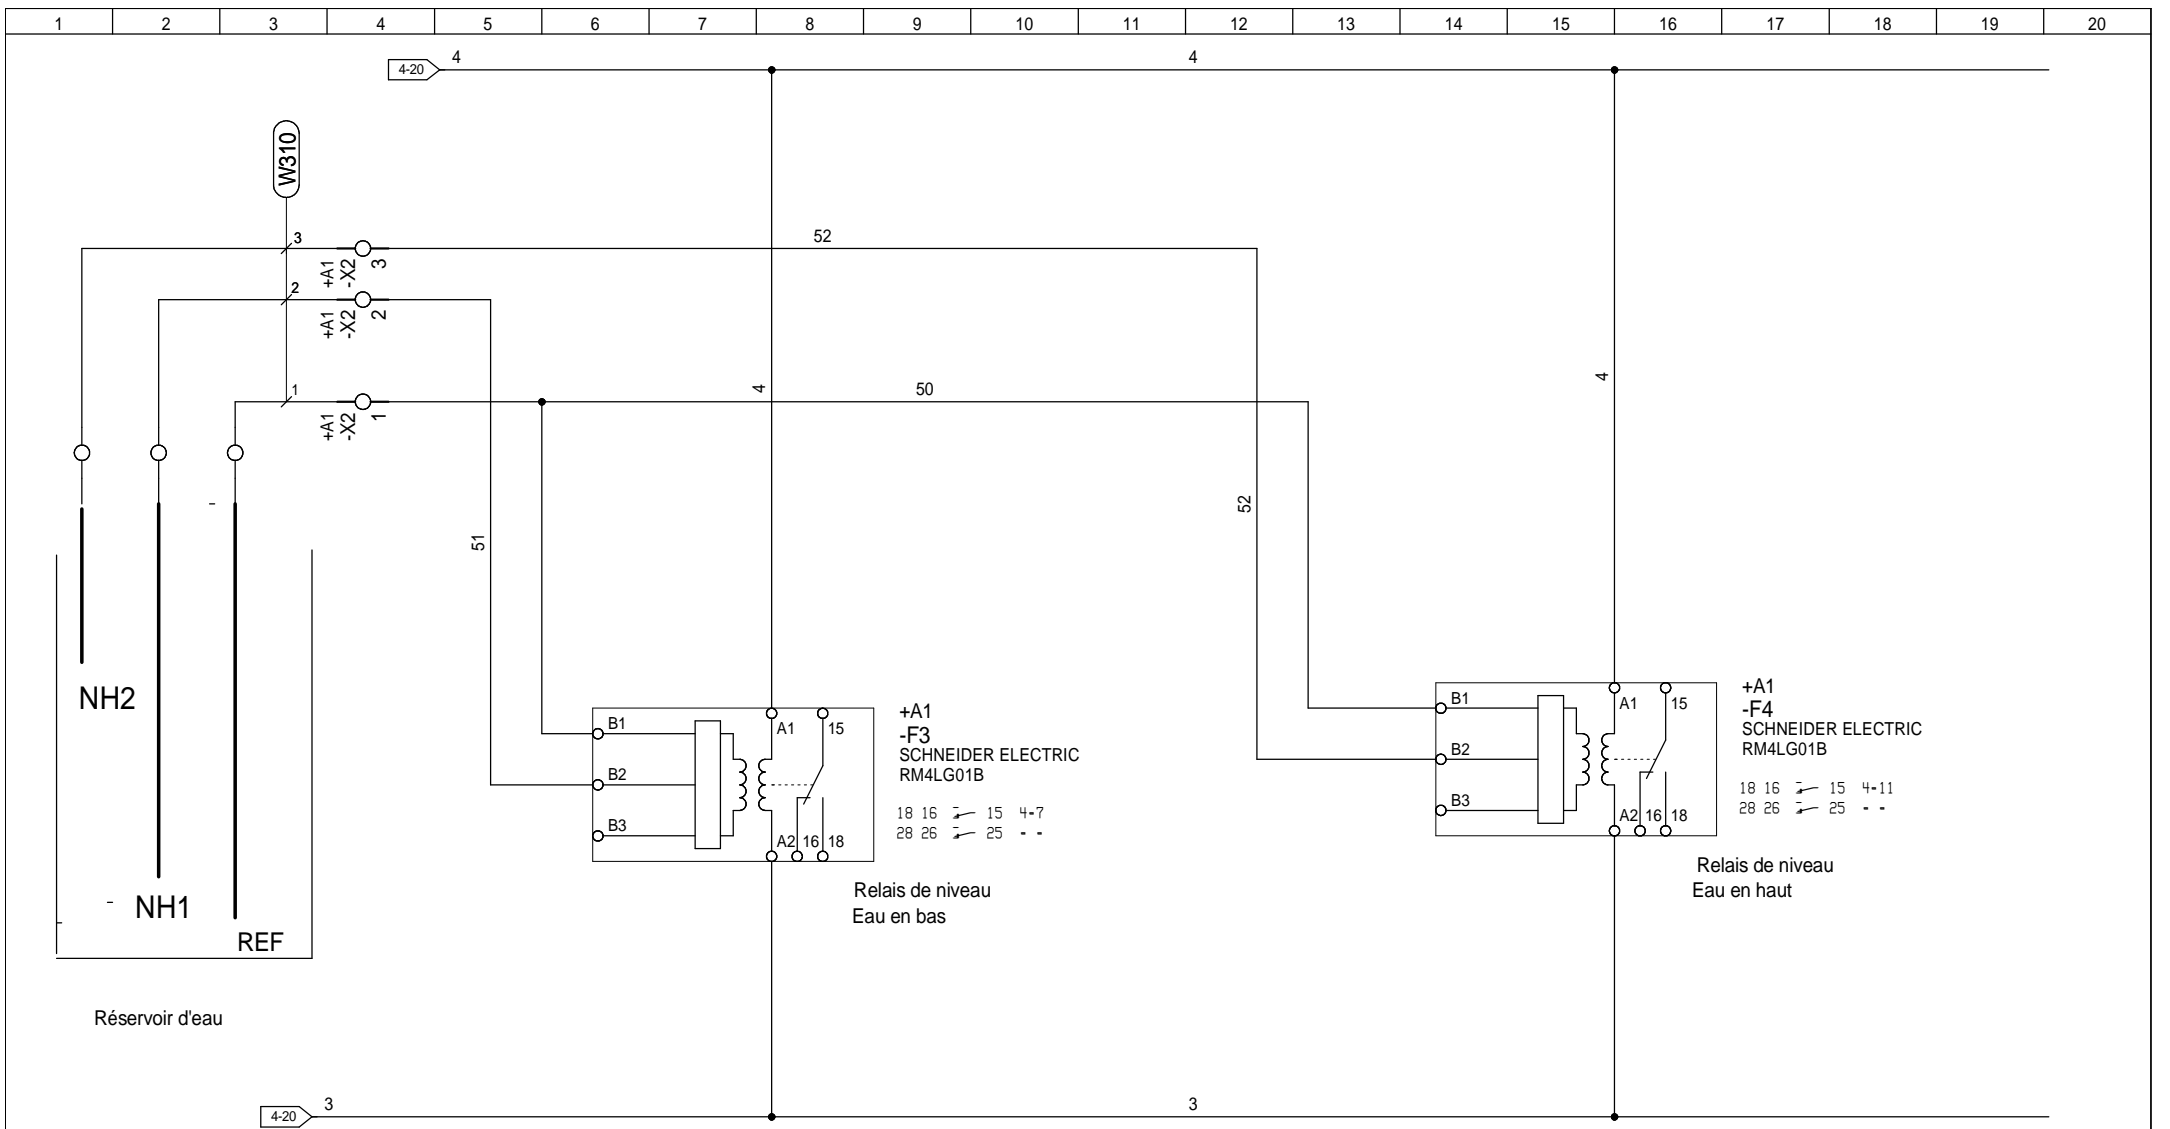 1 2 3 4 5 6 7 8 9 10 11 12 13 14 15 16 17 18 19 20
4-20 4 4
W310
3 +A1 -X2 3 52
2 +A1 -X2 2
1 +A1 -X2 1 4 50 4
51
52
NH2
NH1
REF
Réservoir d'eau
B1
B2
B3
A1 15
A2 16 18
+A1
-F3
SCHNEIDER ELECTRIC
RM4LG01B
18 16 15 4-7
28 26 25 - -
Relais de niveau
Eau en bas
B1
B2
B3
A1 15
A2 16 18
+A1
-F4
SCHNEIDER ELECTRIC
RM4LG01B
18 16 15 4-11
28 26 25 - -
Relais de niveau
Eau en haut
4-20 3 3